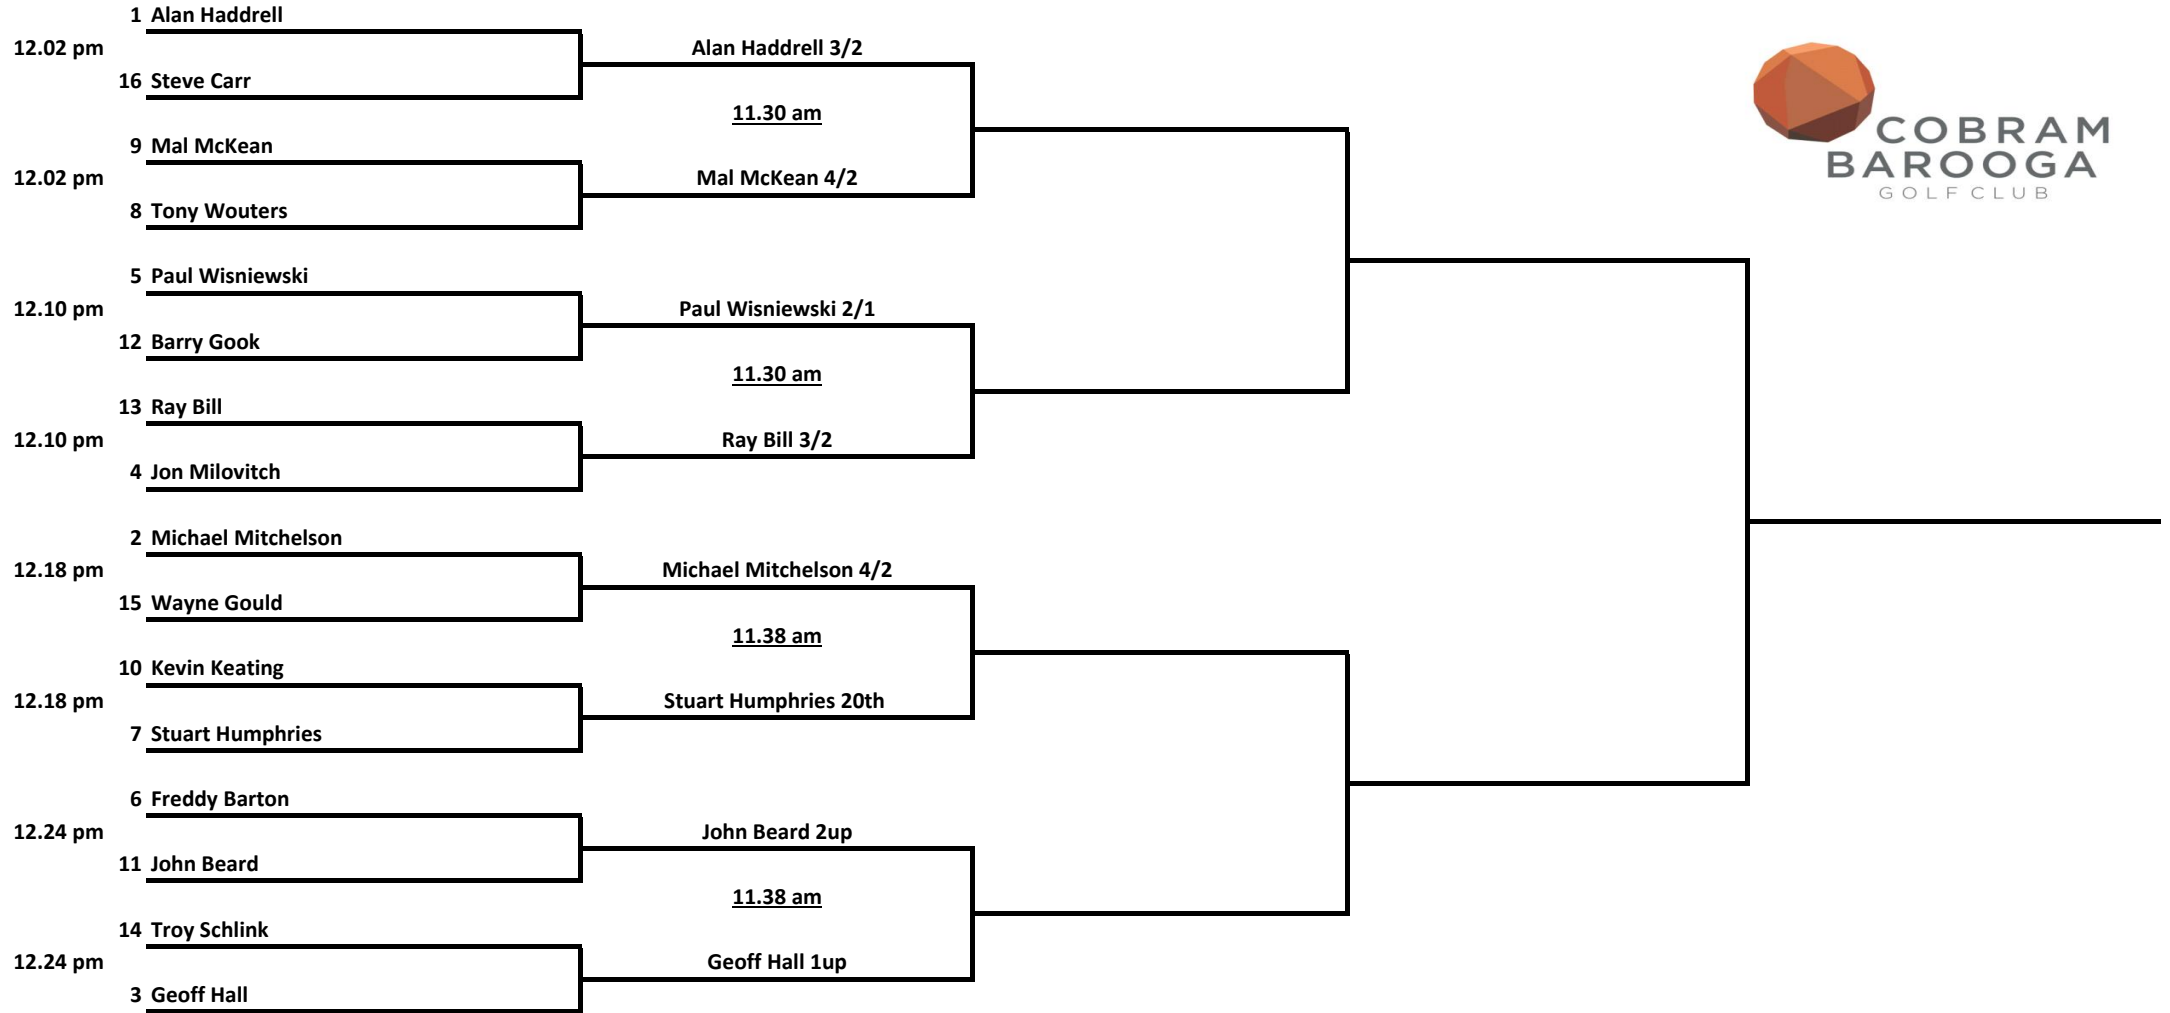 1 Alan Haddrell
12.02 pm
Alan Haddrell 3/2
16 Steve Carr
11.30 am
9 Mal McKean
12.02 pm
Mal McKean 4/2
8 Tony Wouters
5 Paul Wisniewski
12.10 pm
Paul Wisniewski 2/1
12 Barry Gook
11.30 am
13 Ray Bill
12.10 pm
Ray Bill 3/2
4 Jon Milovitch
2 Michael Mitchelson
12.18 pm
Michael Mitchelson 4/2
15 Wayne Gould
11.38 am
10 Kevin Keating
12.18 pm
Stuart Humphries 20th
7 Stuart Humphries
6 Freddy Barton
12.24 pm
John Beard 2up
11 John Beard
11.38 am
14 Troy Schlink
12.24 pm
Geoff Hall 1up
3 Geoff Hall
COBRAM
BAROOGA
GOLF CLUB